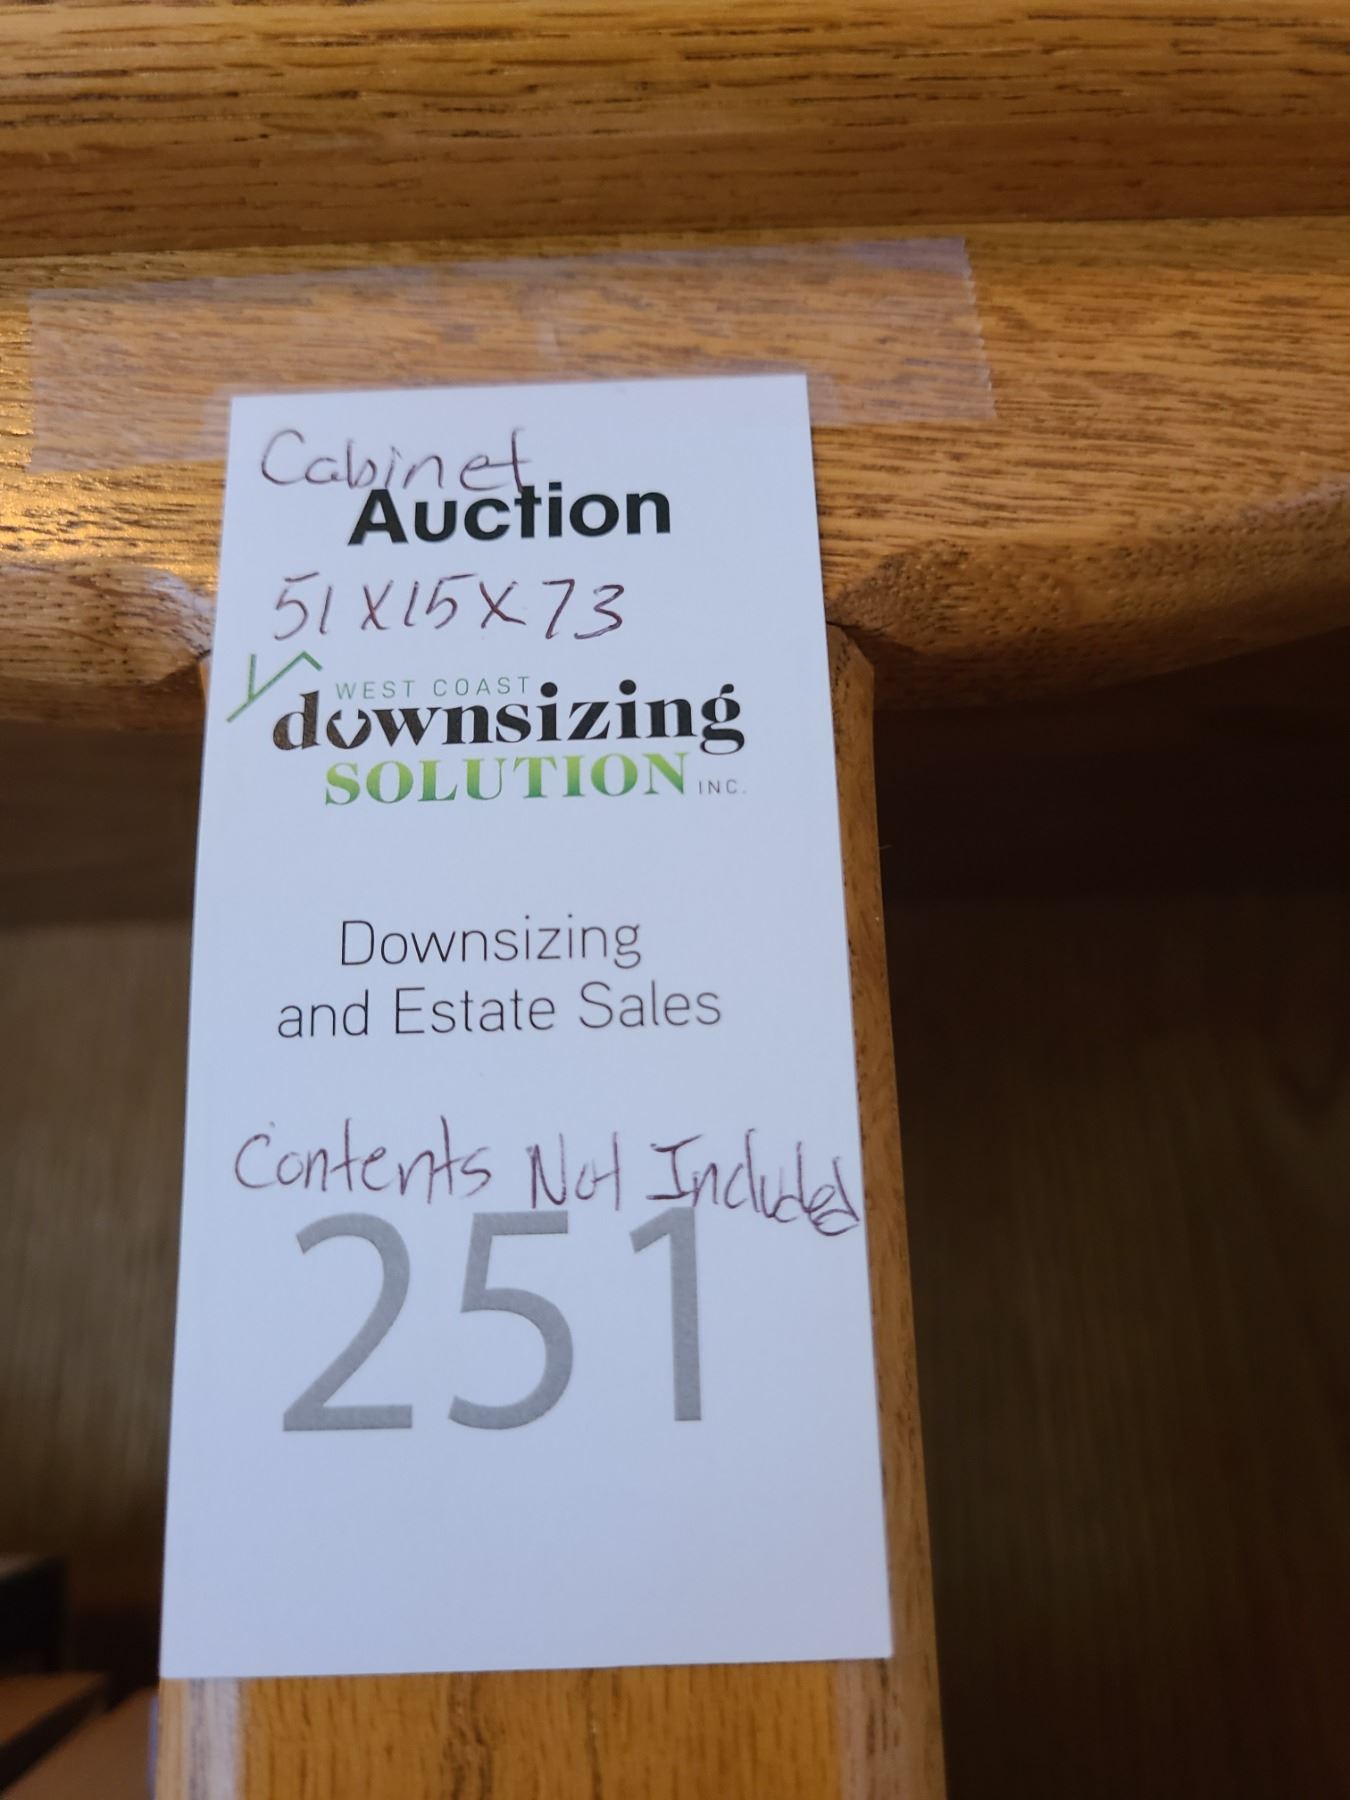 Cabinet
Auction
51 X 15 X 73
WEST COAST
downsizing
SOLUTION INC.
Downsizing
and Estate Sales
Contents Not Included
251